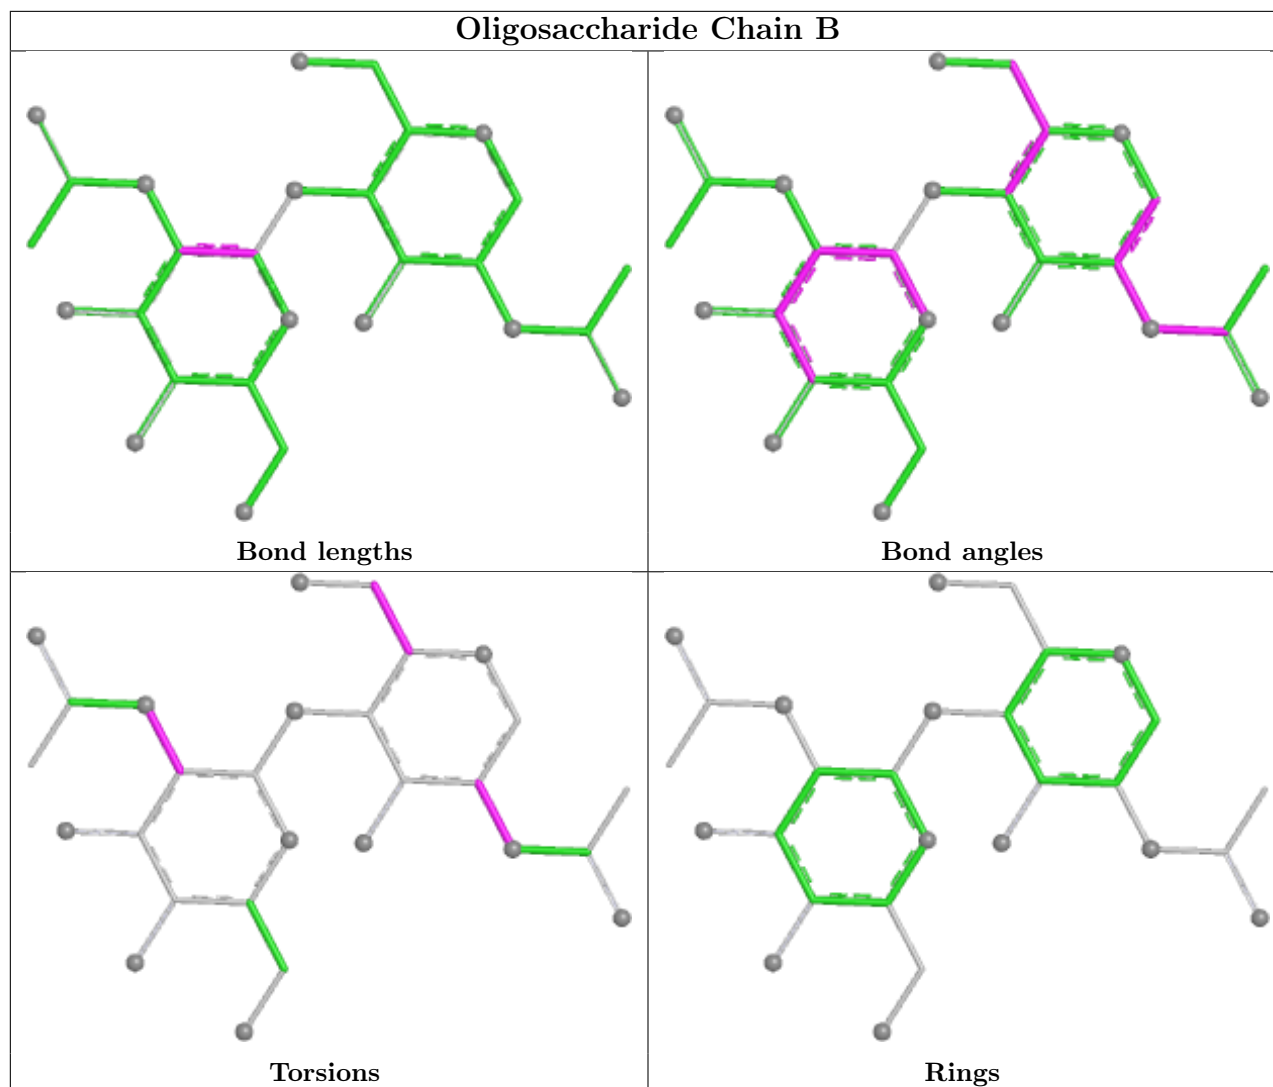 Oligosaccharide Chain B
Bond lengths
Bond angles
Torsions
Rings